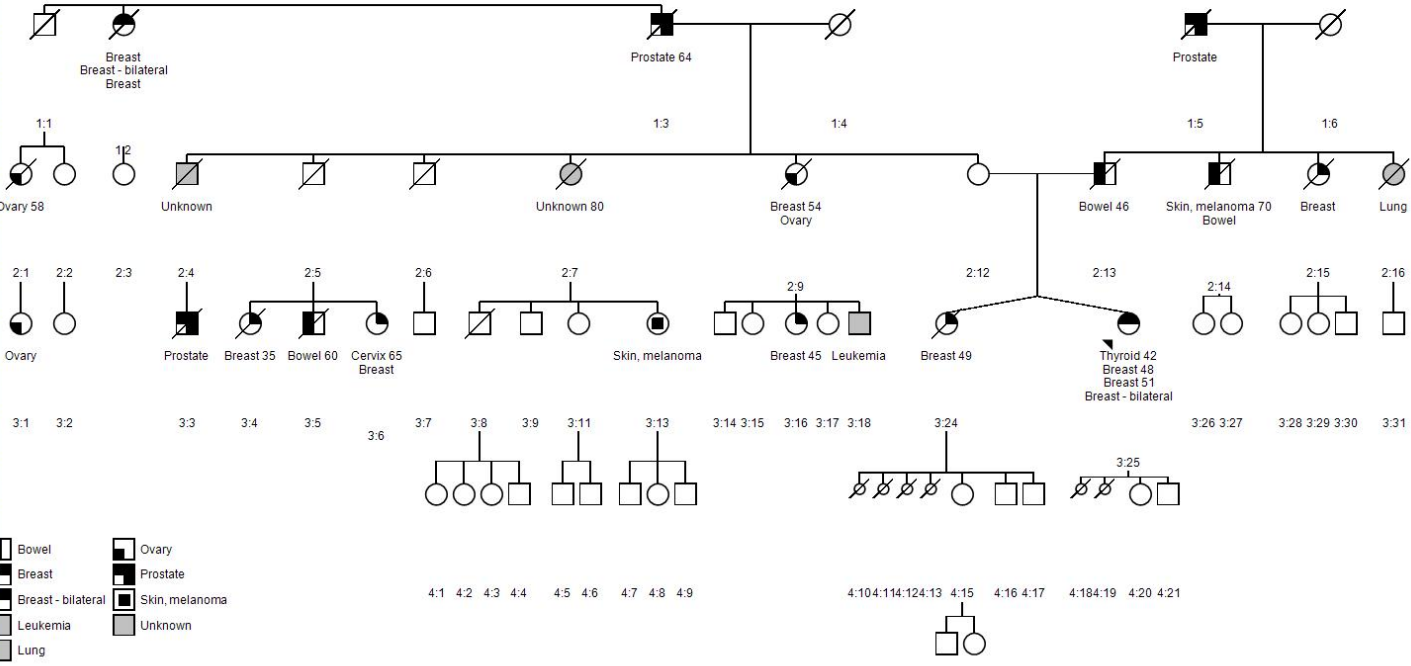 Breast
Breast - bilateral
Breast
Prostate 64
Prostate
1:1
1:2
1:3
1:4
1:5
1:6
Ovary 58
Unknown
Unknown 80
Breast 54
Ovary
Bowel 46
Skin, melanoma 70
Bowel
Breast
Lung
2:1
2:2
2:3
2:4
2:5
2:6
2:7
2:9
2:12
2:13
2:14
2:15
2:16
Ovary
Prostate
Breast 35
Bowel 60
Cervix 65
Breast
Skin, melanoma
Breast 45
Leukemia
Breast 49
Thyroid 42
Breast 48
Breast 51
Breast - bilateral
3:1
3:2
3:3
3:4
3:5
3:6
3:7
3:8
3:9
3:11
3:13
3:14
3:15
3:16
3:17
3:18
3:24
3:25
3:26
3:27
3:28
3:29
3:30
3:31
Bowel
Breast
Breast - bilateral
Leukemia
Lung
Ovary
Prostate
Skin, melanoma
Unknown
4:1
4:2
4:3
4:4
4:5
4:6
4:7
4:8
4:9
4:10
4:11
4:12
4:13
4:15
4:16
4:17
4:18
4:19
4:20
4:21